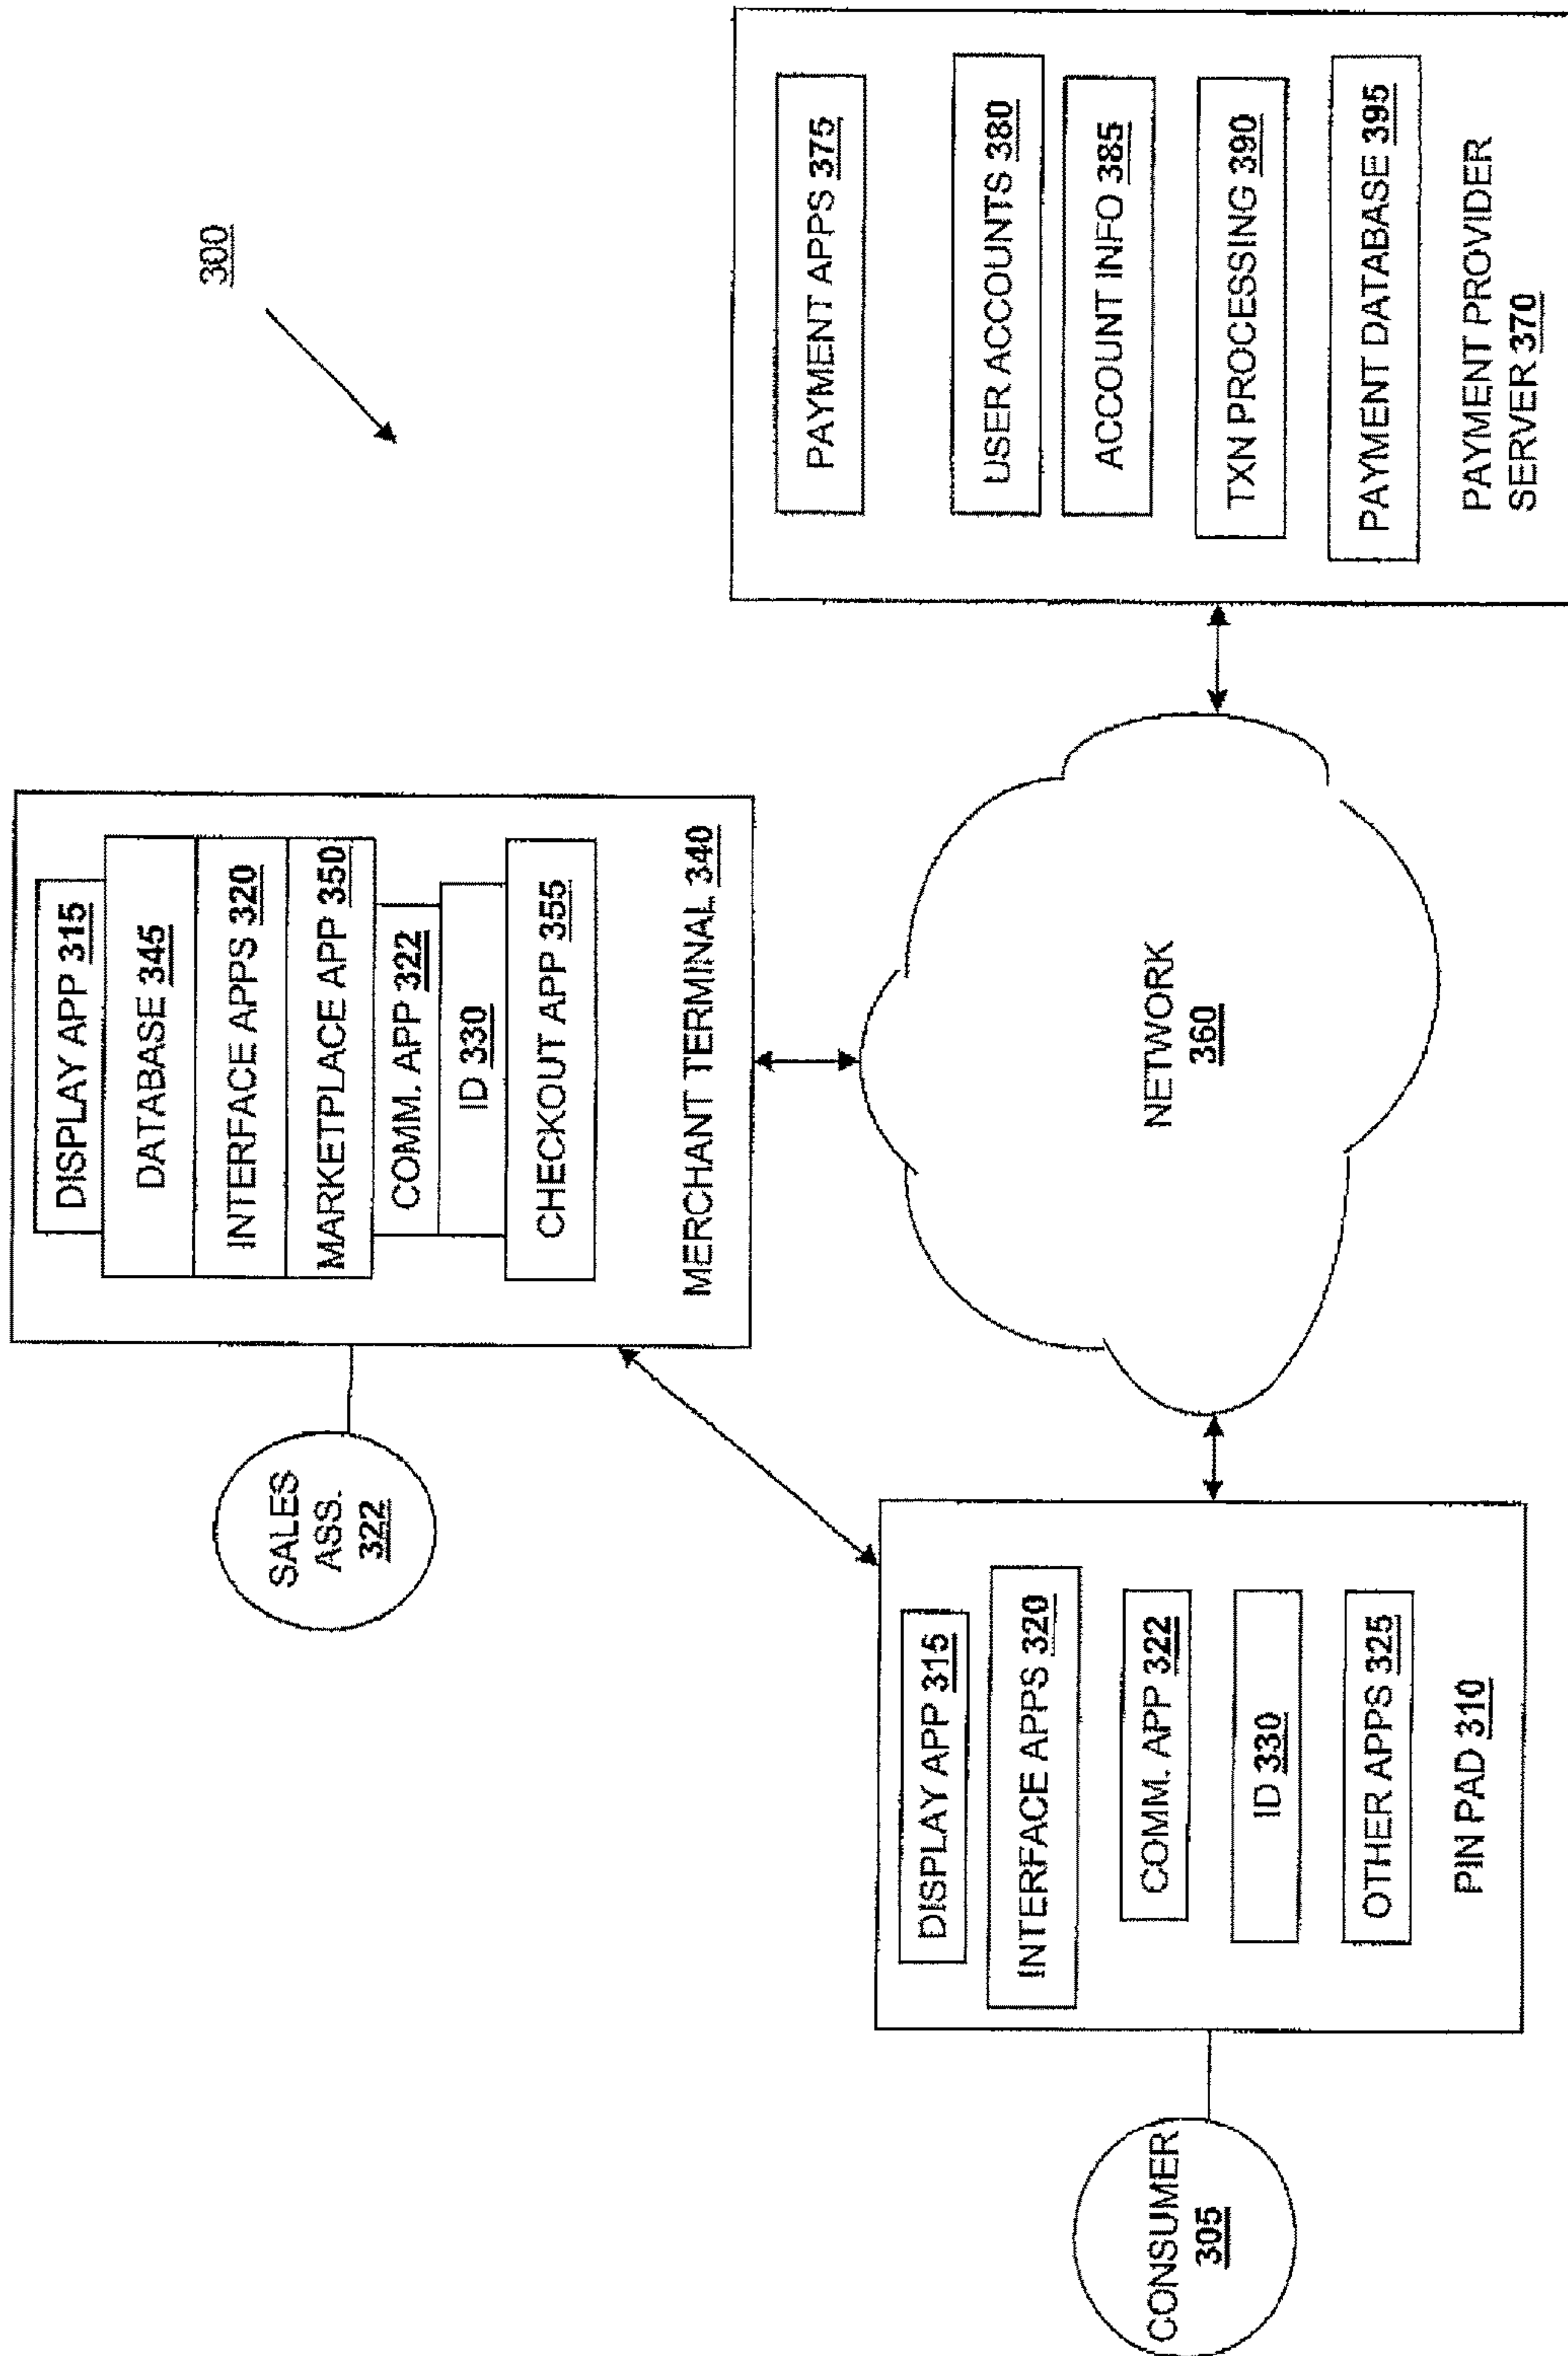 300
SALES
ASS.
322
DISPLAY APP 315
DATABASE 345
INTERFACE APPS 320
MARKETPLACE APP 350
COMM. APP 322
ID 330
CHECKOUT APP 355
MERCHANT TERMINAL 340
CONSUMER
305
DISPLAY APP 315
INTERFACE APPS 320
COMM. APP 322
ID 330
OTHER APPS 325
PIN PAD 310
NETWORK
360
PAYMENT APPS 375
USER ACCOUNTS 380
ACCOUNT INFO 385
TXN PROCESSING 390
PAYMENT DATABASE 395
PAYMENT PROVIDER
SERVER 370